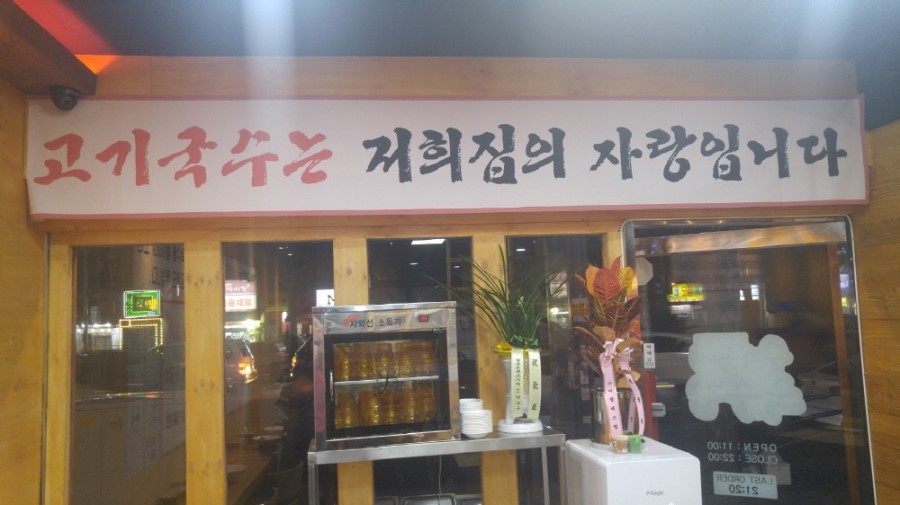 고기국수는 저희집의 자랑입니다
자외선 소독기
OPEN : 11:00
CLOSE : 22:00
LAST ORDER
21:20